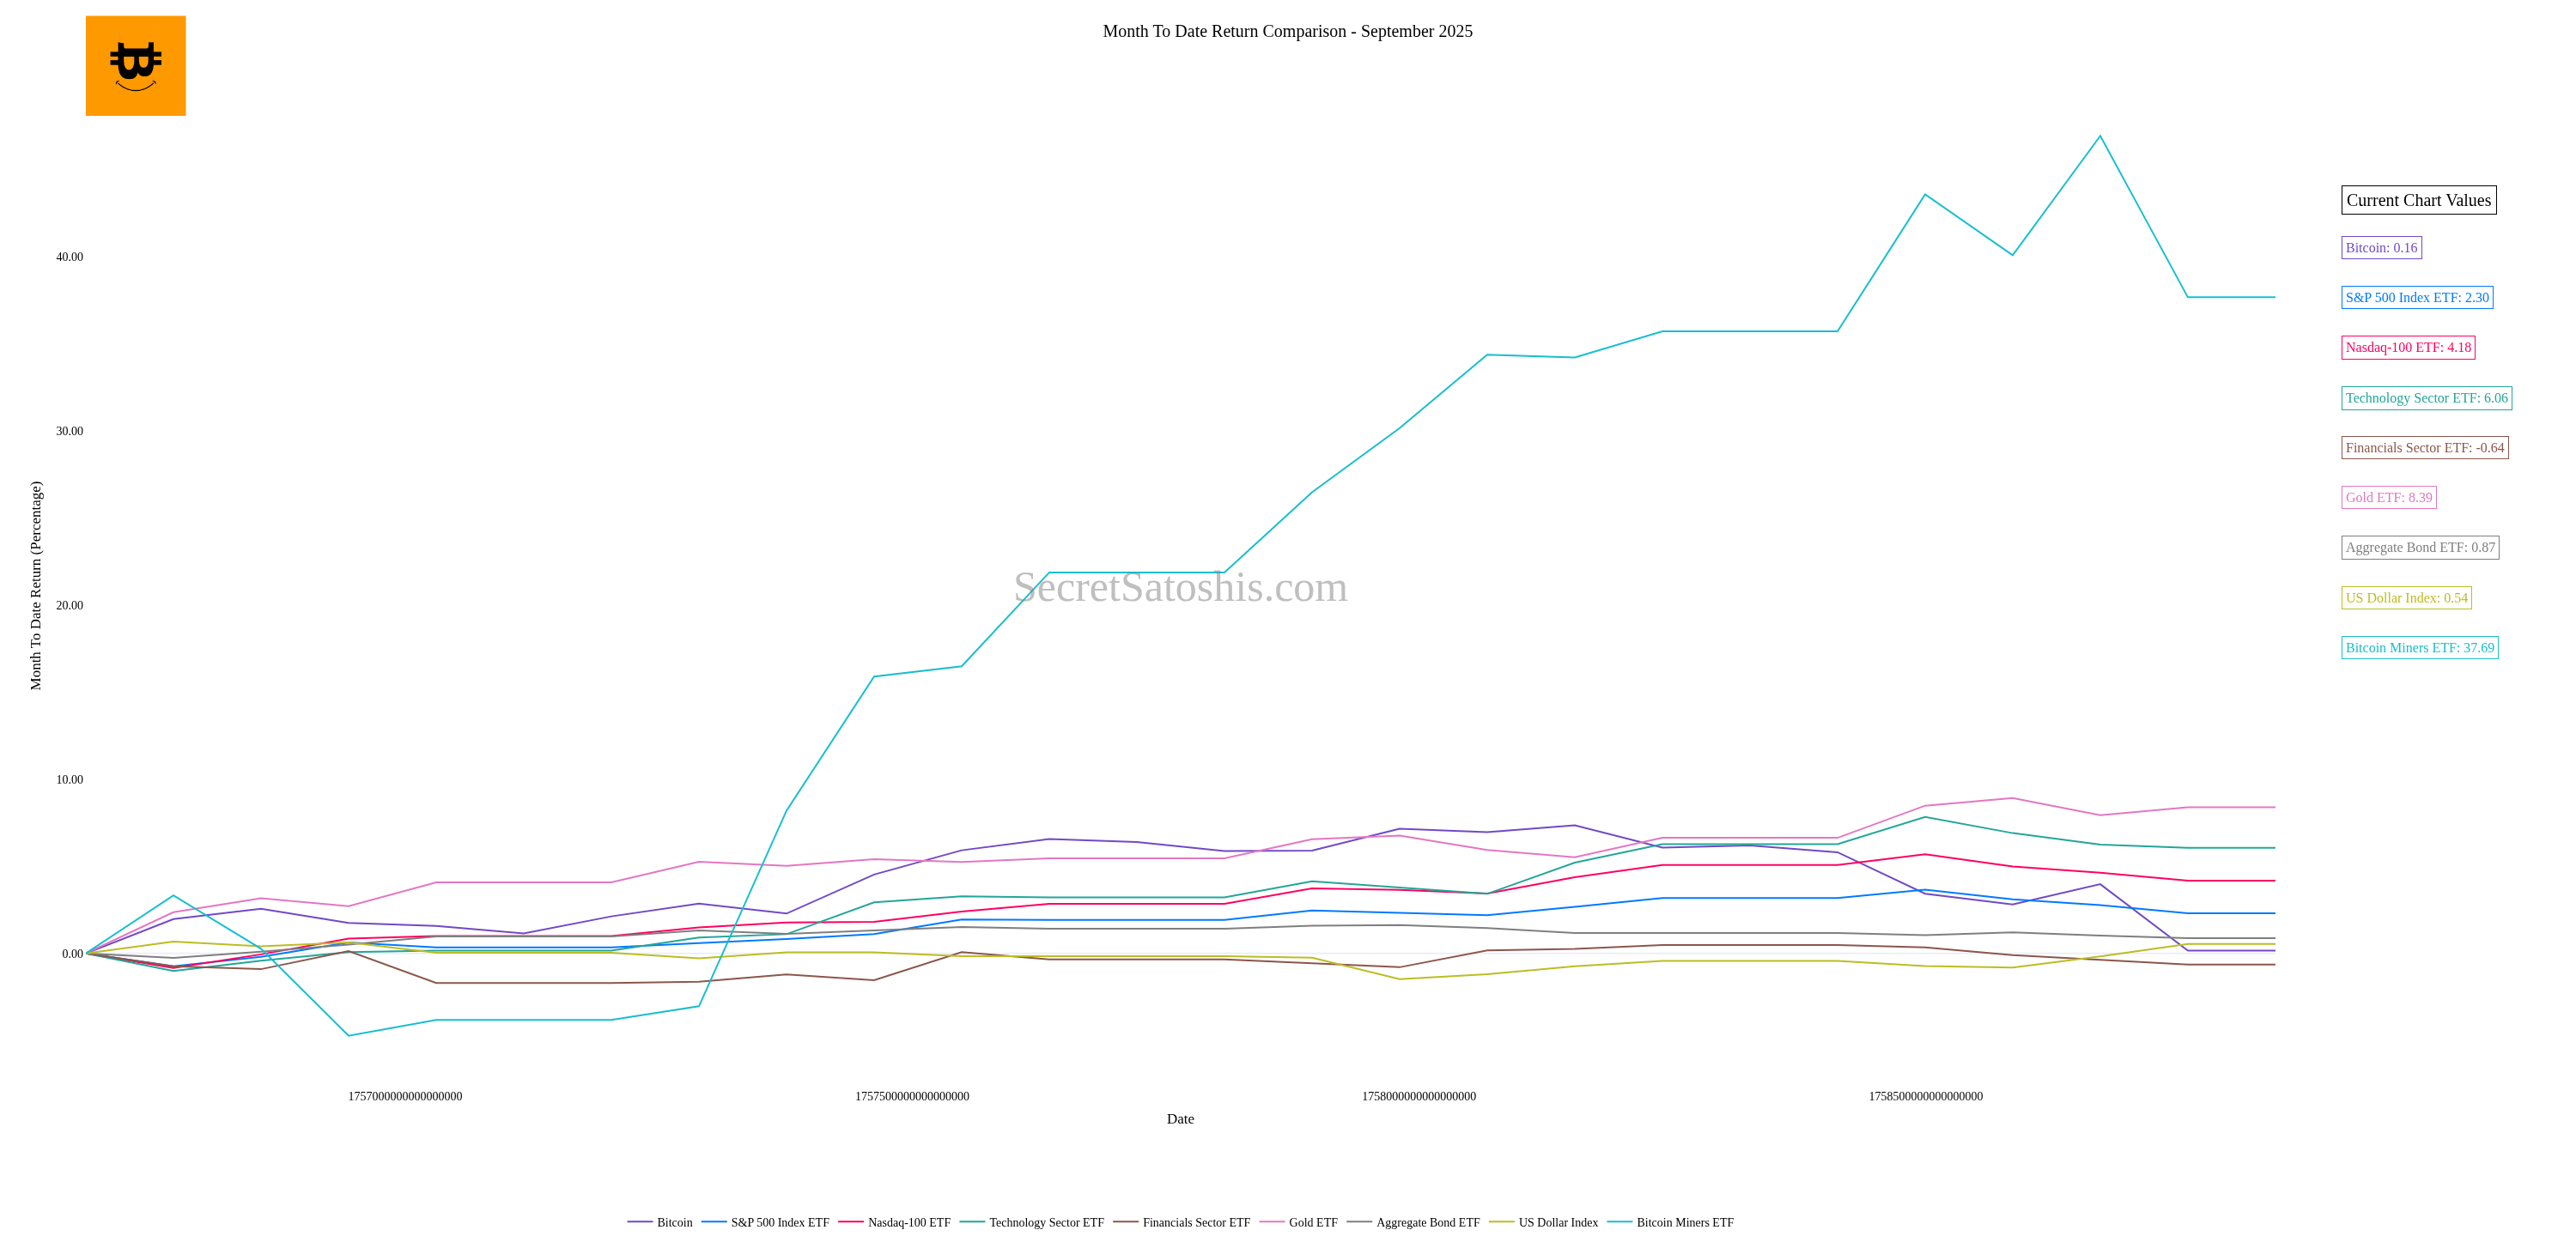 Month To Date Return Comparison - September 2025
Current Chart Values
Bitcoin: 0.16
S&P 500 Index ETF: 2.30
Nasdaq-100 ETF: 4.18
Technology Sector ETF: 6.06
Financials Sector ETF: -0.64
Gold ETF: 8.39
Aggregate Bond ETF: 0.87
US Dollar Index: 0.54
Bitcoin Miners ETF: 37.69
40.00
30.00
20.00
10.00
0.00
Month To Date Return (Percentage)
SecretSatoshis.com
1757000000000000000 1757500000000000000 1758000000000000000 1758500000000000000
Date
Bitcoin S&P 500 Index ETF Nasdaq-100 ETF Technology Sector ETF Financials Sector ETF Gold ETF Aggregate Bond ETF US Dollar Index Bitcoin Miners ETF